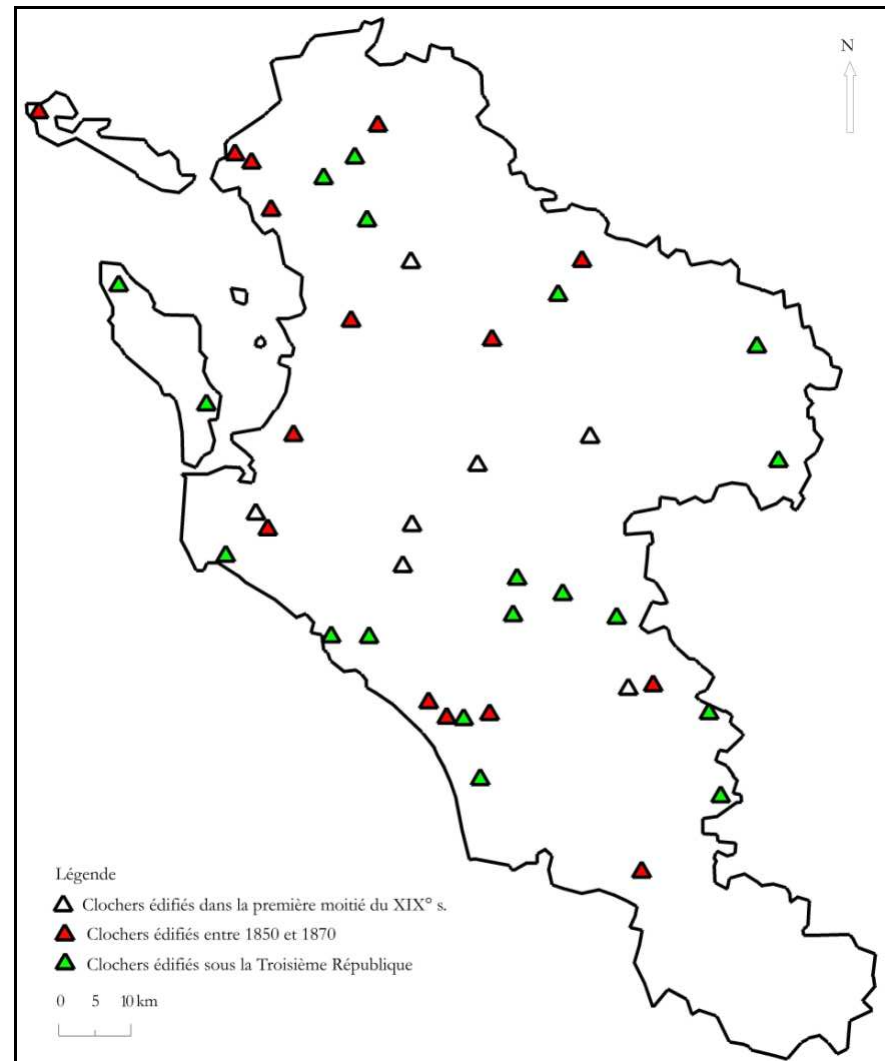 N
Légende
Clochers édifiés dans la première moitié du XIX° s.
Clochers édifiés entre 1850 et 1870
Clochers édifiés sous la Troisième République
0 5 10 km